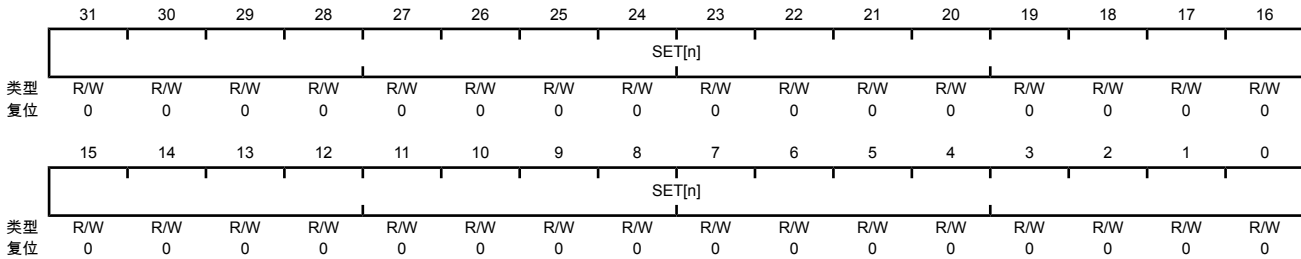 31 30 29 28 27 26 25 24 23 22 21 20 19 18 17 16
SET[n]
类型 R/W R/W R/W R/W R/W R/W R/W R/W R/W R/W R/W R/W R/W R/W R/W R/W
复位 0 0 0 0 0 0 0 0 0 0 0 0 0 0 0 0
15 14 13 12 11 10 9 8 7 6 5 4 3 2 1 0
SET[n]
类型 R/W R/W R/W R/W R/W R/W R/W R/W R/W R/W R/W R/W R/W R/W R/W R/W
复位 0 0 0 0 0 0 0 0 0 0 0 0 0 0 0 0